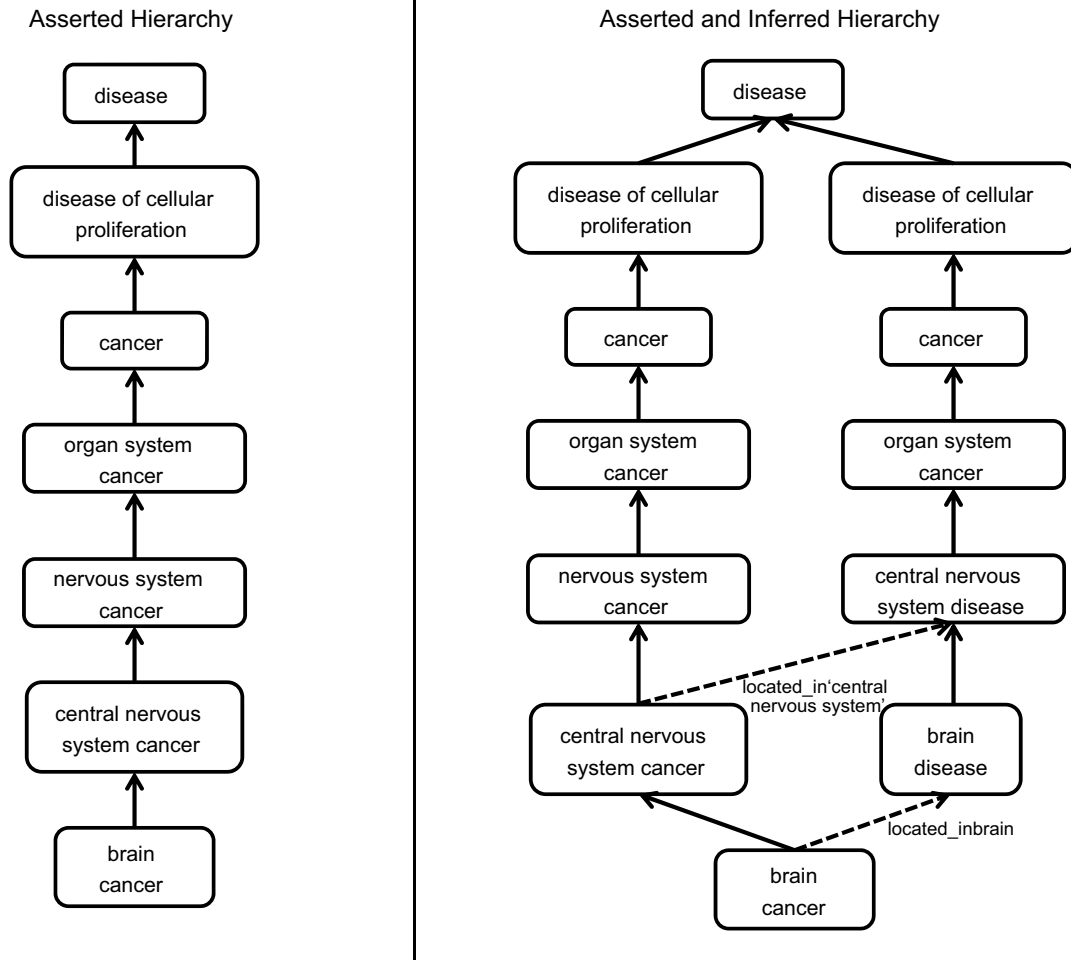 Asserted Hierarchy
disease
disease of cellular
proliferation
cancer
organ system
cancer
nervous system
cancer
central nervous
system cancer
brain
cancer
Asserted and Inferred Hierarchy
disease
disease of cellular
proliferation
disease of cellular
proliferation
cancer
cancer
organ system
cancer
organ system
cancer
nervous system
cancer
central nervous
system disease
located_in‘central
nervous system’
central nervous
system cancer
brain
disease
located_inbrain
brain
cancer